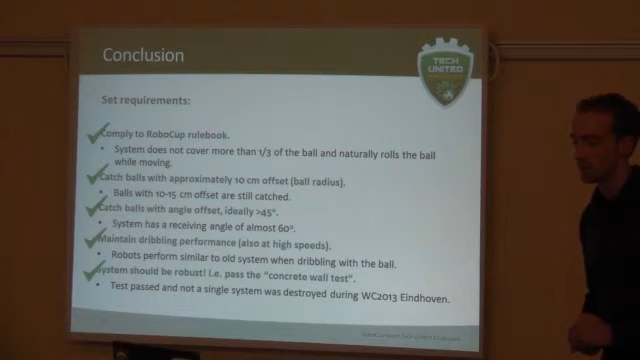 Conclusion
TECH
UNITED
Set requirements:
Comply to RoboCup rulebook.
• System does not cover more than 1/3 of the ball and naturally rolls the ball
while moving.
Catch balls with approximately 10 cm offset (ball radius).
• Balls with 10-15 cm offset are still catched.
Catch balls with angle offset, ideally >45°.
• System has a receiving angle of almost 60°.
Maintain dribbling performance (also at high speeds).
• Robots perform similar to old system when dribbling with the ball.
System should be robust! i.e. pass the "concrete wall test".
• Test passed and not a single system was destroyed during WC2013 Eindhoven.